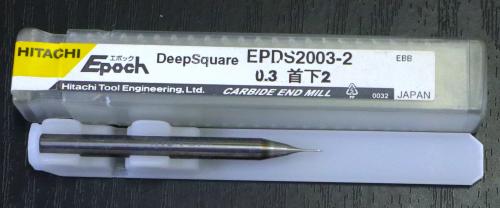 HITACHI
エポック
Epoch
DeepSquare EPDS2003-2
EBB
0.3 首下2
Hitachi Tool Engineering, Ltd.
CARBIDE END MILL
0032
JAPAN